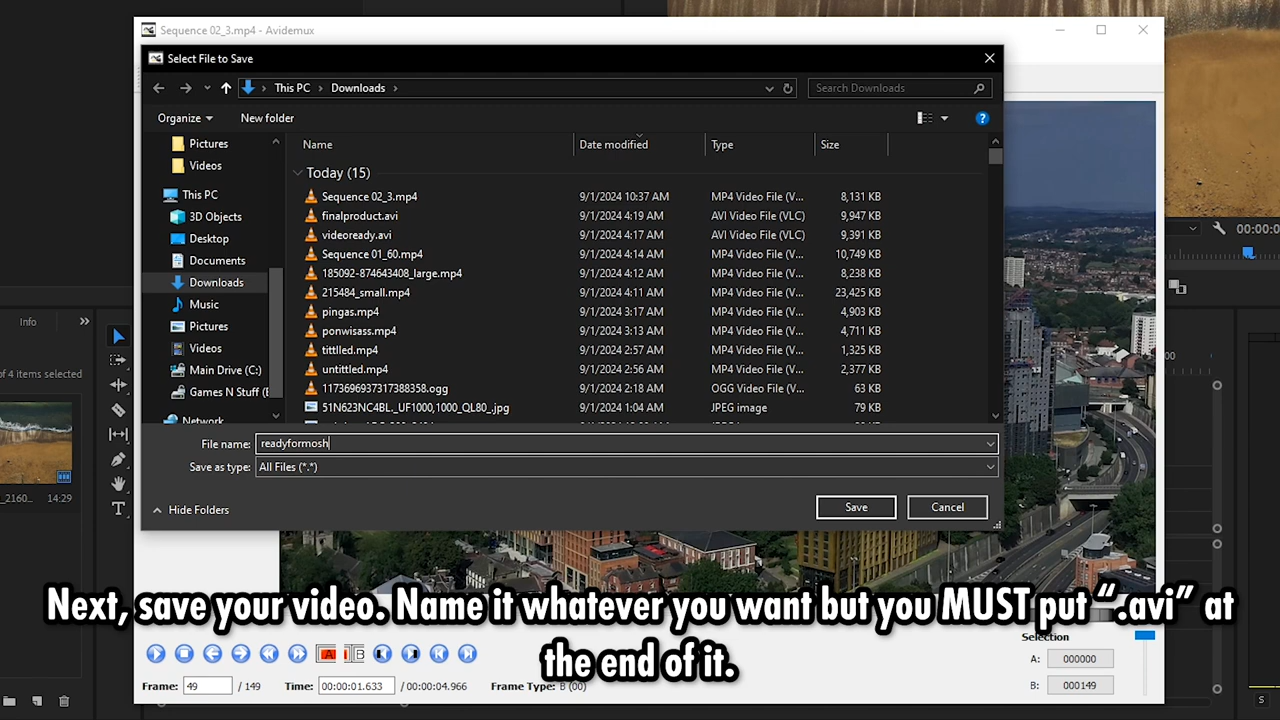 Sequence 02_3.mp4 - Avidemux
Select File to Save
This PC > Downloads >
Search Downloads
Organize
New folder
Name Date modified Type Size
Pictures
Videos
This PC
3D Objects
Desktop
Documents
Downloads
Music
Pictures
Videos
Main Drive (C:)
Games N Stuff (E
Network
Today (15)
Sequence 02_3.mp4 9/1/2024 10:37 AM MP4 Video File (V... 8,131 KB
finalproduct.avi 9/1/2024 4:19 AM AVI Video File (VLC) 9,947 KB
videoready.avi 9/1/2024 4:17 AM AVI Video File (VLC) 9,391 KB
Sequence 01_60.mp4 9/1/2024 4:14 AM MP4 Video File (V... 10,749 KB
185092-874643408_large.mp4 9/1/2024 4:12 AM MP4 Video File (V... 8,238 KB
215484_small.mp4 9/1/2024 4:11 AM MP4 Video File (V... 23,425 KB
pingas.mp4 9/1/2024 3:17 AM MP4 Video File (V... 4,903 KB
ponwisass.mp4 9/1/2024 3:13 AM MP4 Video File (V... 4,711 KB
tittlled.mp4 9/1/2024 2:57 AM MP4 Video File (V... 1,325 KB
untittled.mp4 9/1/2024 2:56 AM MP4 Video File (V... 2,377 KB
1173696937317388358.ogg 9/1/2024 2:18 AM OGG Video File (V... 63 KB
51N623NC4BL._UF1000,1000_QL80_.jpg 9/1/2024 1:04 AM JPEG image 79 KB
File name: readyformosh
Save as type: All Files (*.*)
Hide Folders
Save
Cancel
Info
of 4 items selected
_2160... 14:29
00:00:0
00
Next, save your video. Name it whatever you want but you MUST put “.avi” at
the end of it.
Selection
A: 000000
B: 000149
A
B
Frame: 49 / 149 Time: 00:00:01.633 / 00:00:04.966 Frame Type: B (00)
S